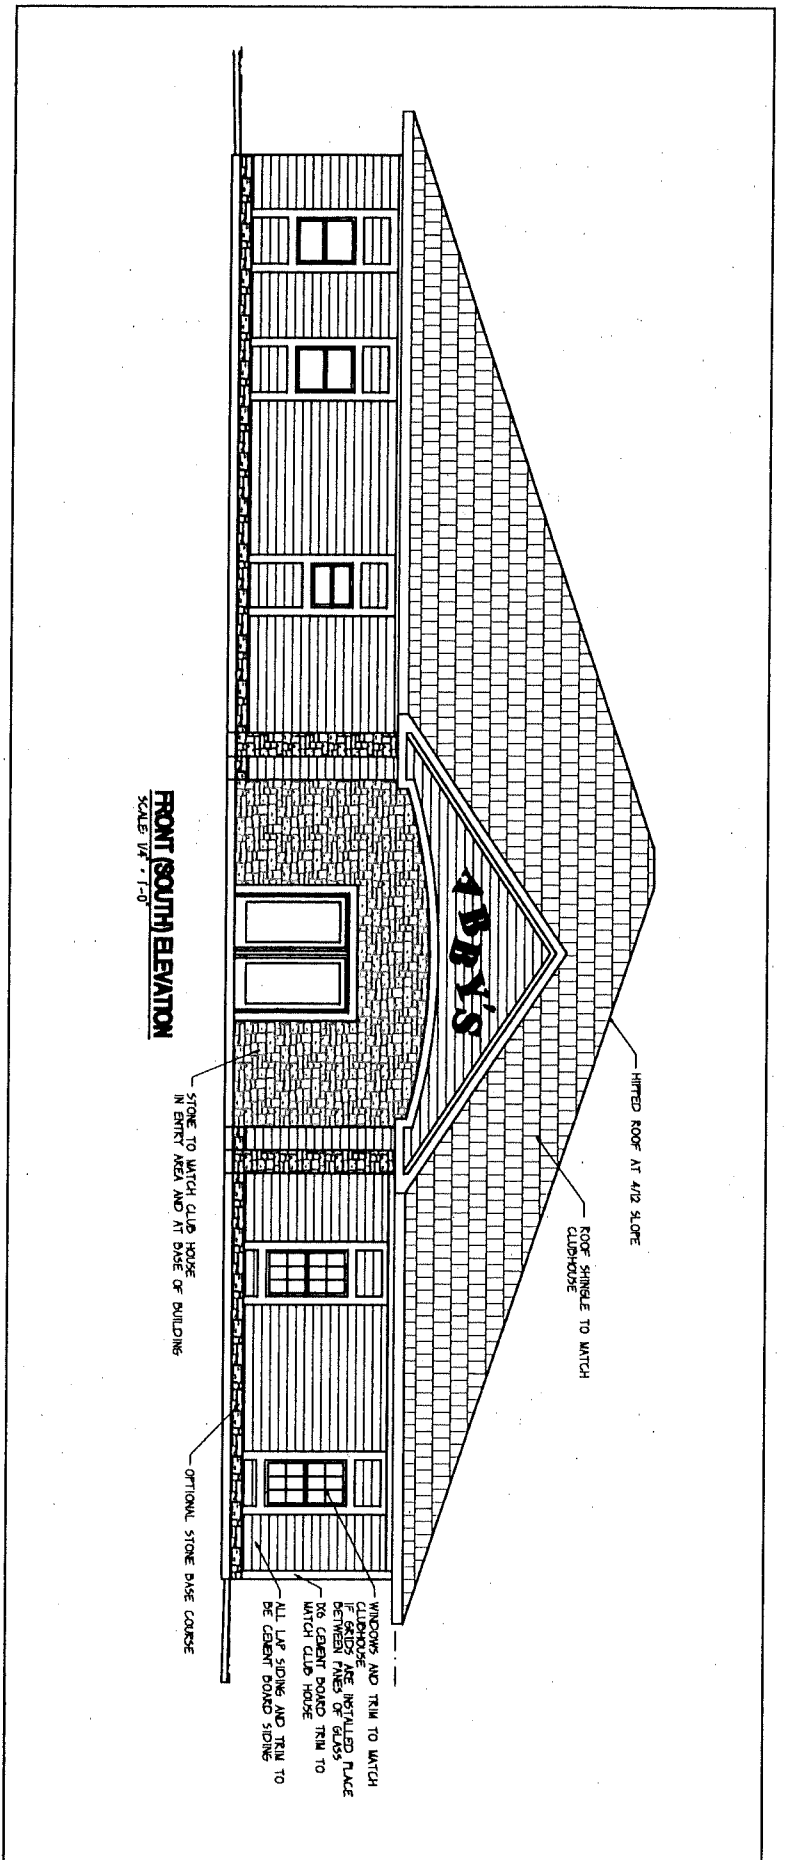 HIPPED ROOF AT 4/12 SLOPE
ROOF SHINGLE TO MATCH
CLUBHOUSE
ABBY'S
WINDOWS AND TRIM TO MATCH
CLUBHOUSE
IF GRIDS ARE INSTALLED PLACE
BETWEEN PANES OF GLASS
1X6 CEMENT BOARD TRIM TO
MATCH CLUB HOUSE
ALL LAP SIDING AND TRIM TO
BE CEMENT BOARD SIDING
OPTIONAL STONE BASE COURSE
STONE TO MATCH CLUB HOUSE
IN ENTRY AREA AND AT BASE OF BUILDING
FRONT (SOUTH) ELEVATION
SCALE: 1/4" = 1'-0"